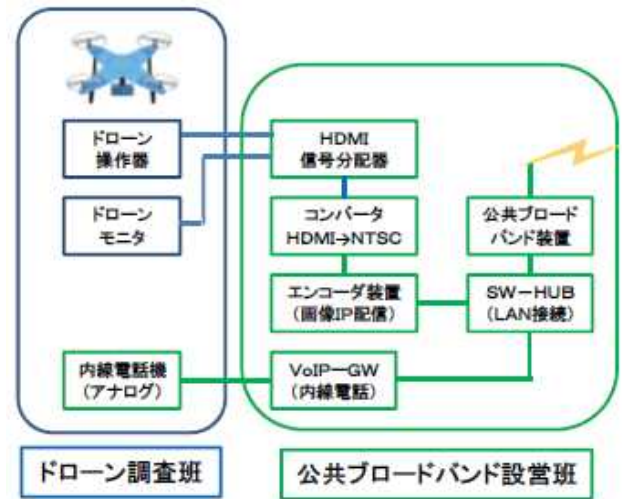 ドローン
操作器
HDMI
信号分配器
ドローン
モニタ
コンバータ
HDMI→NTSC
公共ブロード
バンド装置
エンコーダ装置
(画像IP配信)
SW－HUB
(LAN接続)
内線電話機
(アナログ)
VoIP－GW
(内線電話)
ドローン調査班
公共ブロードバンド設営班